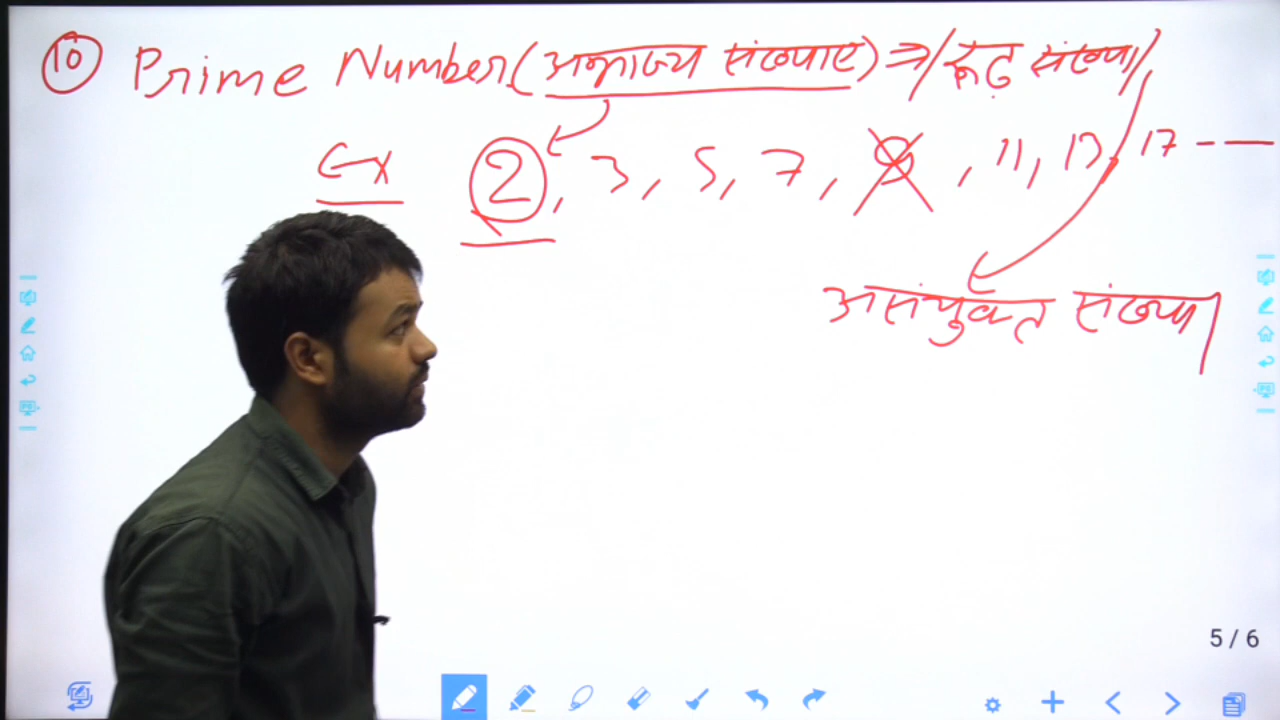 10 Prime Number (अभाज्य संख्याए) ⇒ / रूढ़ संख्या /
Ex 2, 3, 5, 7, 9, 11, 13, 17 - —
असंयुक्त संख्या
5 / 6